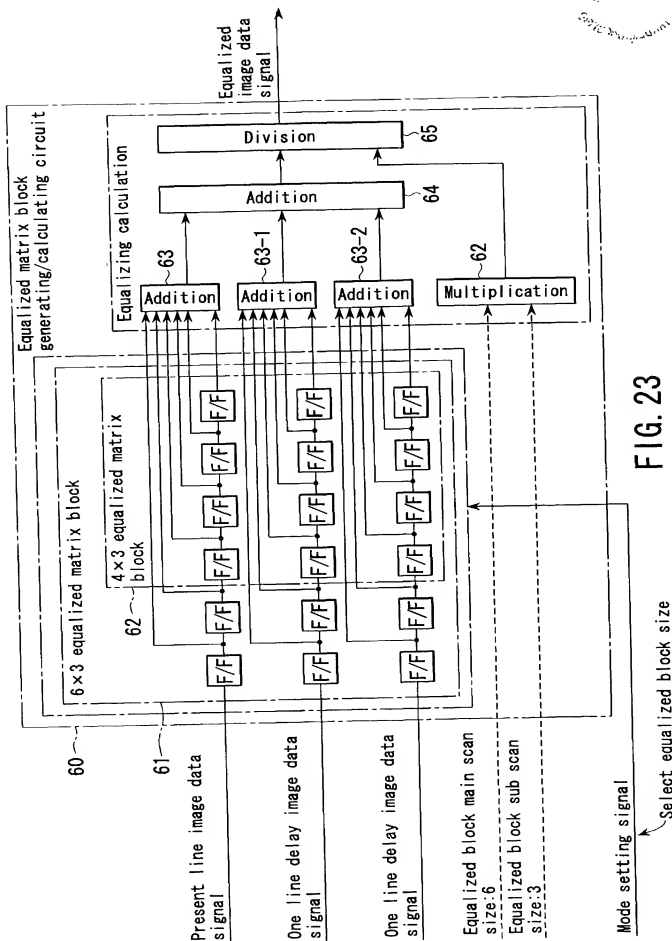 Equalized
image data
signal
Equalized matrix block
generating/calculating circuit
Equalizing calculation
Division
65
Addition
64
63
Addition
63-1
Addition
63-2
Addition
62
Multiplication
60
6×3 equalized matrix block
61
4×3 equalized matrix
block
62
F/F F/F F/F F/F F/F F/F
F/F F/F F/F F/F F/F F/F
F/F F/F F/F F/F F/F F/F
Present line image data
signal
One line delay image data
signal
One line delay image data
signal
Equalized block main scan
size:6
Equalized block sub scan
size:3
Mode setting signal
Select equalized block size
FIG. 23